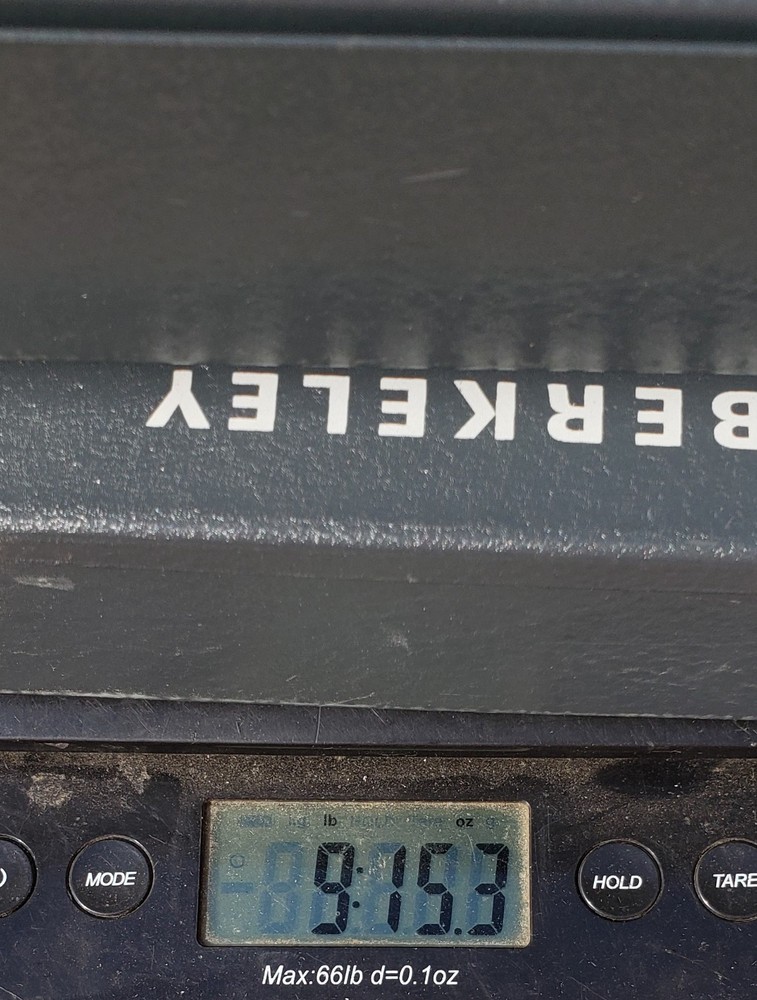 BERKELEY
MODE
lb oz
9:15.3
HOLD
TARE
Max:66lb d=0.1oz